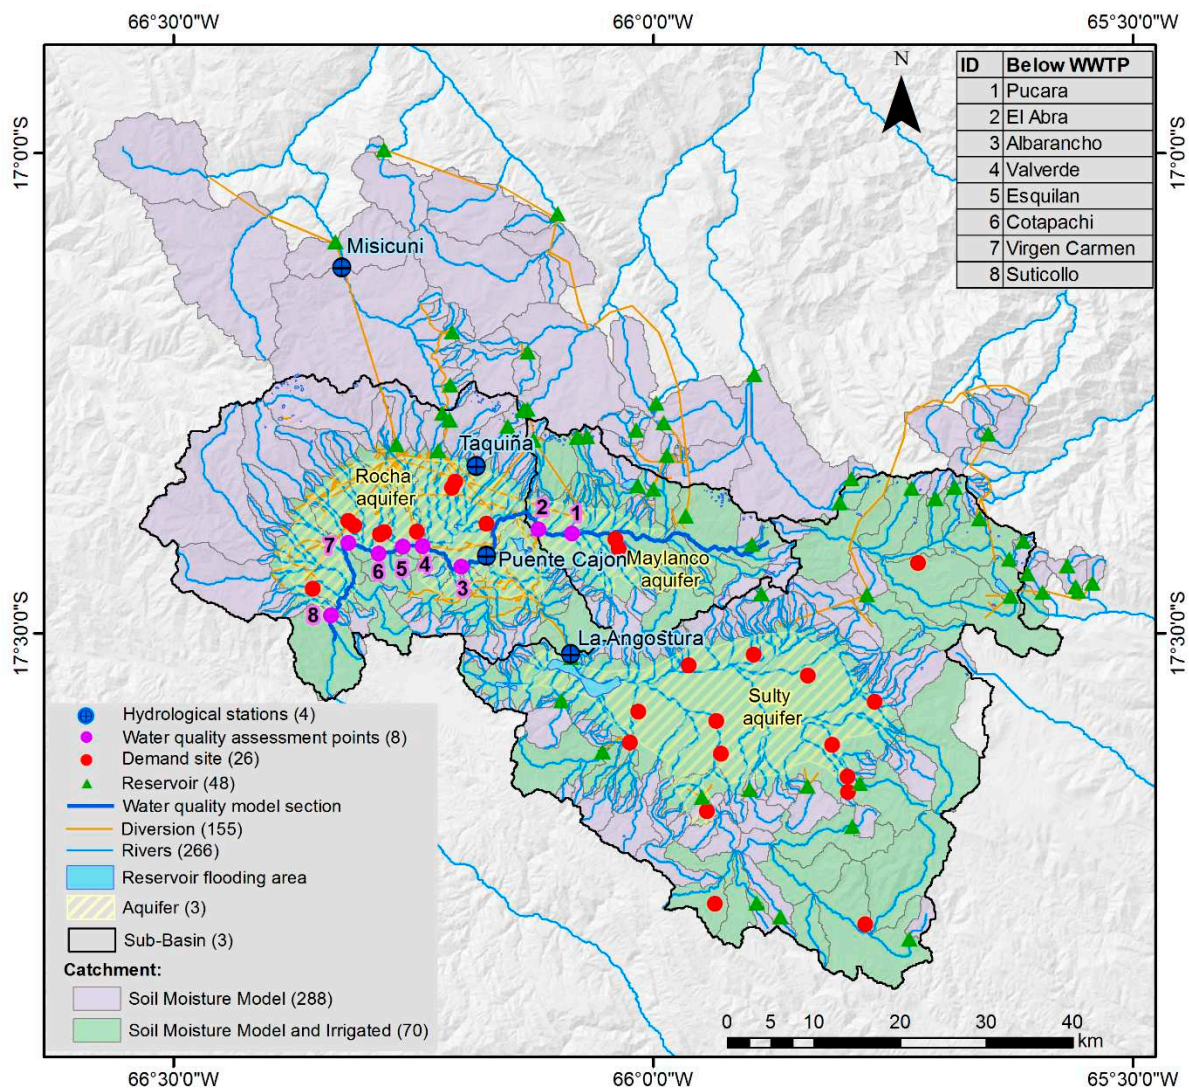 66°30'0"W
66°0'0"W
65°30'0"W
N
ID Below WWTP
1 Pucara
2 El Abra
3 Albarancho
4 Valverde
5 Esquilan
6 Cotapachi
7 Virgen Carmen
8 Suticollo
17°0'0"S
17°0'0"S
Misicuni
Taquiña
Rocha
aquifer
2
1
7
6
5
4
3
Puente Cajon
Maylanco
aquifer
8
17°30'0"S
17°30'0"S
La Angostura
Sulty
aquifer
Hydrological stations (4)
Water quality assessment points (8)
Demand site (26)
Reservoir (48)
Water quality model section
Diversion (155)
Rivers (266)
Reservoir flooding area
Aquifer (3)
Sub-Basin (3)
Catchment:
Soil Moisture Model (288)
Soil Moisture Model and Irrigated (70)
0 5 10 20 30 40
km
66°30'0"W
66°0'0"W
65°30'0"W